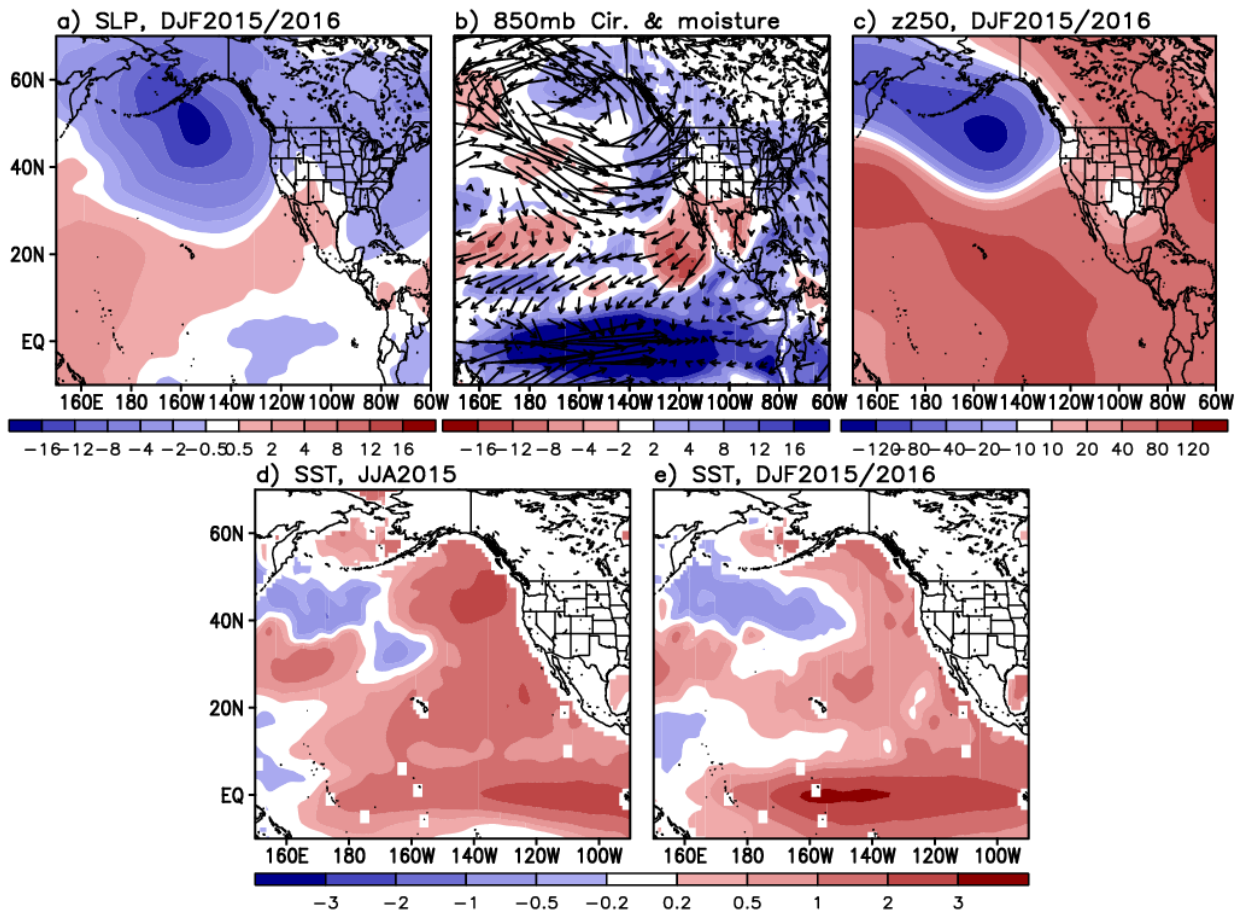 a) SLP, DJF2015/2016
b) 850mb Cir. & moisture
c) z250, DJF2015/2016
60N
40N
20N
EQ
160E 180 160W 140W 120W 100W 80W 60W
160E 180 160W 140W 120W 100W 80W 60W
160E 180 160W 140W 120W 100W 80W 60W
-16 -12 -8 -4 -2 -0.5 0.5 2 4 8 12 16
-16 -12 -8 -4 -2 2 4 8 12 16
-120 -80 -40 -20 -10 10 20 40 80 120
d) SST, JJA2015
e) SST, DJF2015/2016
60N
40N
20N
EQ
160E 180 160W 140W 120W 100W
160E 180 160W 140W 120W 100W
-3 -2 -1 -0.5 -0.2 0.2 0.5 1 2 3